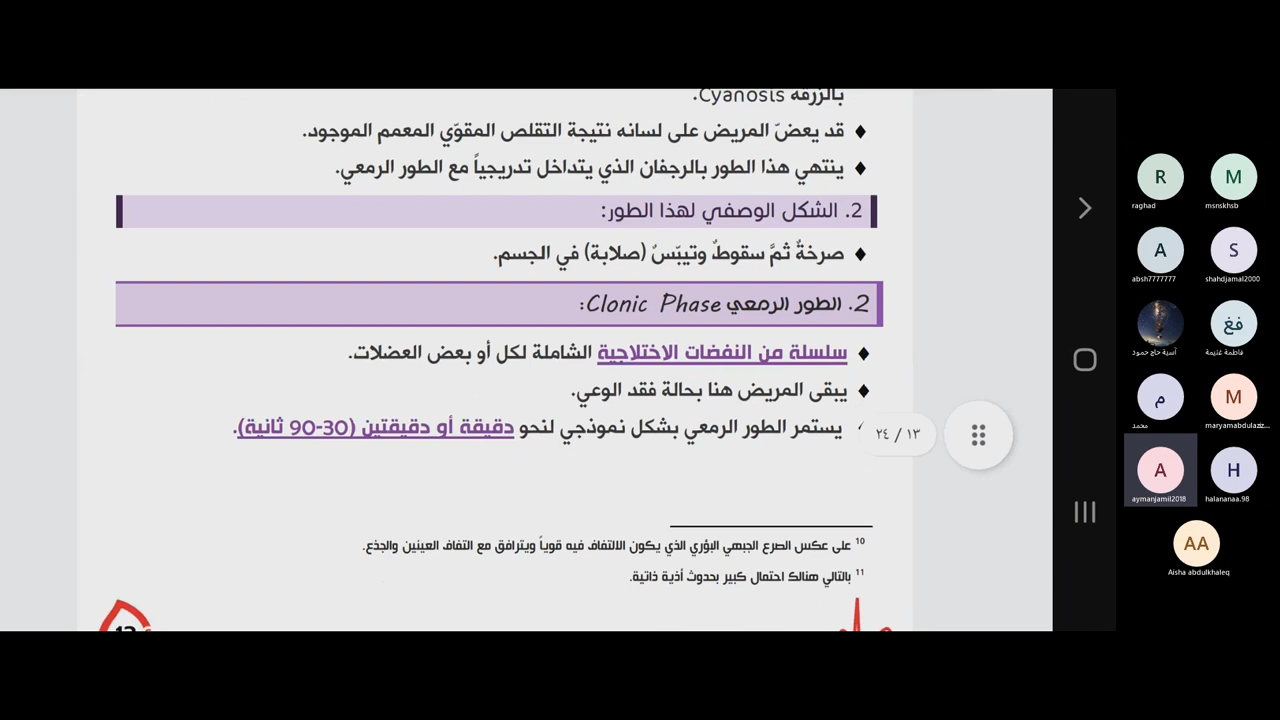 بالزرقة Cyanosis.
♦ قد يعضّ المريض على لسانه نتيجة التقلص المقوّي المعمم الموجود.
♦ ينتهي هذا الطور بالرجفان الذي يتداخل تدريجياً مع الطور الرمعي.
2. الشكل الوصفي لهذا الطور:
♦ صرخةٌ ثمَّ سقوطٌ وتيبّسٌ (صلابة) في الجسم.
2. الطور الرمعي Clonic Phase:
♦ سلسلة من النفضات الاختلاجية الشاملة لكل أو بعض العضلات.
♦ يبقى المريض هنا بحالة فقد الوعي.
يستمر الطور الرمعي بشكل نموذجي لنحو دقيقة أو دقيقتين (30-90 ثانية).
١٣ / ٢٤
10 على عكس الصرع الجبهي البؤري الذي يكون الالتفاف فيه قوياً ويترافق مع التفاف العينين والجذع.
11 بالتالي هنالك احتمال كبير بحدوث أذية ذاتية.
R
raghad
M
msnskhsb
A
absh7777777
S
shahdjamal2000
آسية حاج حمود
فغ
فاطمة غنيمة
م
محمد
M
maryamabdulaziz...
A
aymanjamil2018
H
halananaa.98
AA
Aisha abdulkhaleq